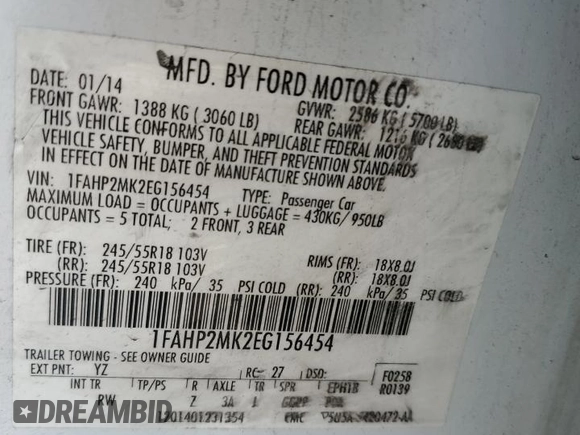 MFD. BY FORD MOTOR CO.
DATE: 01/14 GVWR: 2586 KG (5700 LB)
FRONT GAWR: 1388 KG (3060 LB) REAR GAWR: KG
THIS VEHICLE CONFORMS TO ALL APPLICABLE FEDERAL MOTOR
VEHICLE SAFETY, BUMPER, AND THEFT PREVENTION STANDARDS
IN EFFECT ON THE DATE OF MANUFACTURE SHOWN ABOVE.
VIN: 1FAHP2MK2EG156454 TYPE: Passenger Car
MAXIMUM LOAD = OCCUPANTS + LUGGAGE = 430KG/950LB
OCCUPANTS = 5 TOTAL; 2 FRONT, 3 REAR
TIRE (FR): 245/55R18 103V RIMS (FR): 18X8.0J
(RR): 245/55R18 103V (RR): 18X8.0J
PRESSURE (FR): 240 kPa/ 35 PSI COLD (RR): 240 kPa/ 35 PSI COLD
1FAHP2MK2EG156454
TRAILER TOWING - SEE OWNER GUIDE
EXT PNT: YZ RC: 27 DSO: F0258
INT TR TP/PS R AXLE TR SPR EPH18 R0139
RW Z 3A
DREAMBID
AUCTION SALES HISTORY